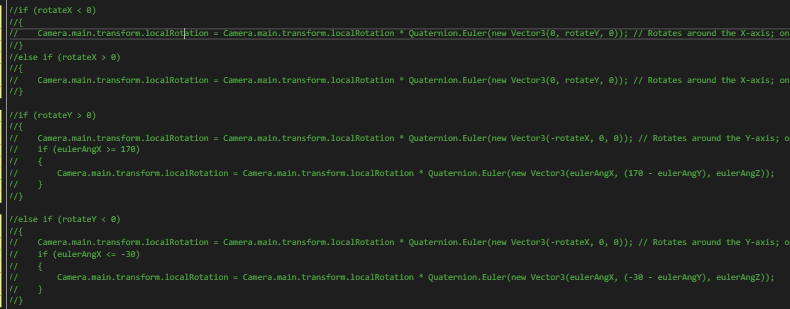 //if (rotateX < 0)
//{
//    Camera.main.transform.localRotation = Camera.main.transform.localRotation * Quaternion.Euler(new Vector3(0, rotateY, 0)); // Rotates around the X-axis; on
//}
//else if (rotateX > 0)
//{
//    Camera.main.transform.localRotation = Camera.main.transform.localRotation * Quaternion.Euler(new Vector3(0, rotateY, 0)); // Rotates around the X-axis; on
//}
//if (rotateY > 0)
//{
//    Camera.main.transform.localRotation = Camera.main.transform.localRotation * Quaternion.Euler(new Vector3(-rotateX, 0, 0)); // Rotates around the Y-axis; o
//    if (eulerAngX >= 170)
//    {
//        Camera.main.transform.localRotation = Camera.main.transform.localRotation * Quaternion.Euler(new Vector3(eulerAngX, (170 - eulerAngY), eulerAngZ));
//    }
//}
//else if (rotateY < 0)
//{
//    Camera.main.transform.localRotation = Camera.main.transform.localRotation * Quaternion.Euler(new Vector3(-rotateX, 0, 0)); // Rotates around the Y-axis; o
//    if (eulerAngX <= -30)
//    {
//        Camera.main.transform.localRotation = Camera.main.transform.localRotation * Quaternion.Euler(new Vector3(eulerAngX, (-30 - eulerAngY), eulerAngZ));
//    }
//}